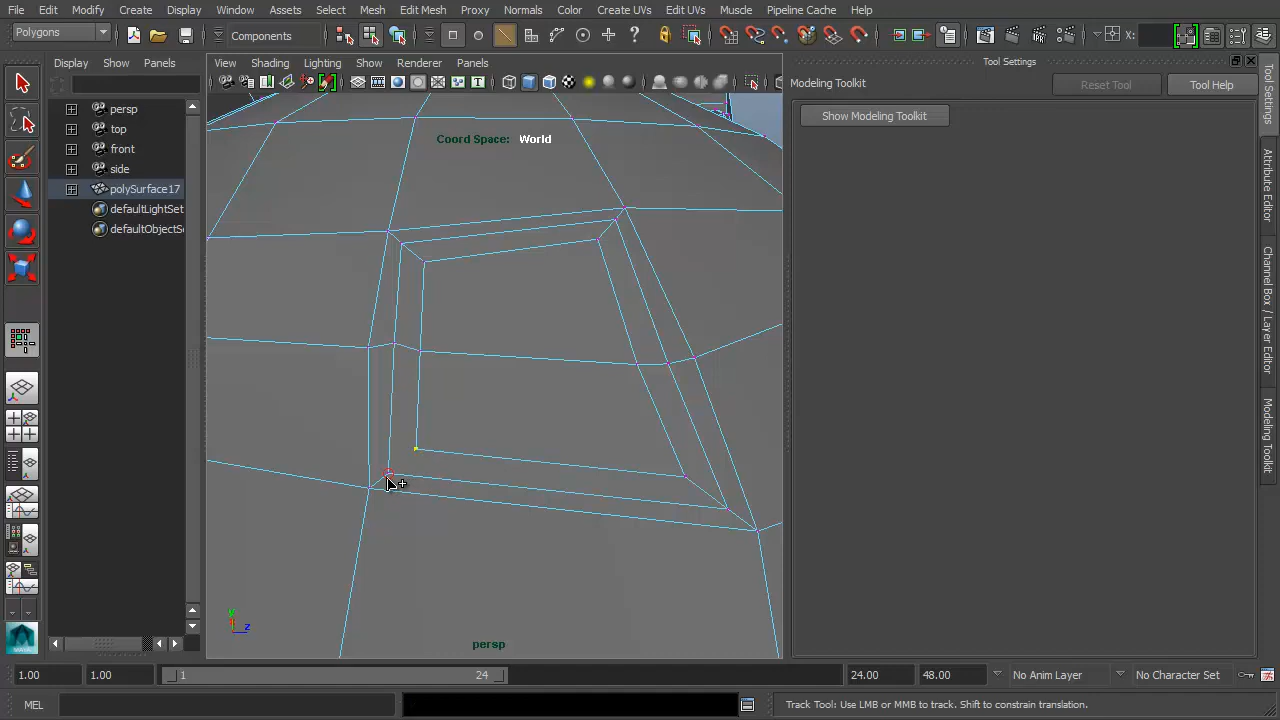 File Edit Modify Create Display Window Assets Select Mesh Edit Mesh Proxy Normals Color Create UVs Edit UVs Muscle Pipeline Cache Help
Polygons Components X:
Tool Settings
Display Show Panels
View Shading Lighting Show Renderer Panels
Modeling Toolkit Reset Tool Tool Help
Show Modeling Toolkit
persp
top
front
side
polySurface17
defaultLightSet
defaultObjectSe
Coord Space: World
y
z
persp
Tool Settings
Attribute Editor
Channel Box / Layer Editor
Modeling Toolkit
1.00 1.00 1 24 24.00 48.00 No Anim Layer No Character Set
MEL Track Tool: Use LMB or MMB to track. Shift to constrain translation.